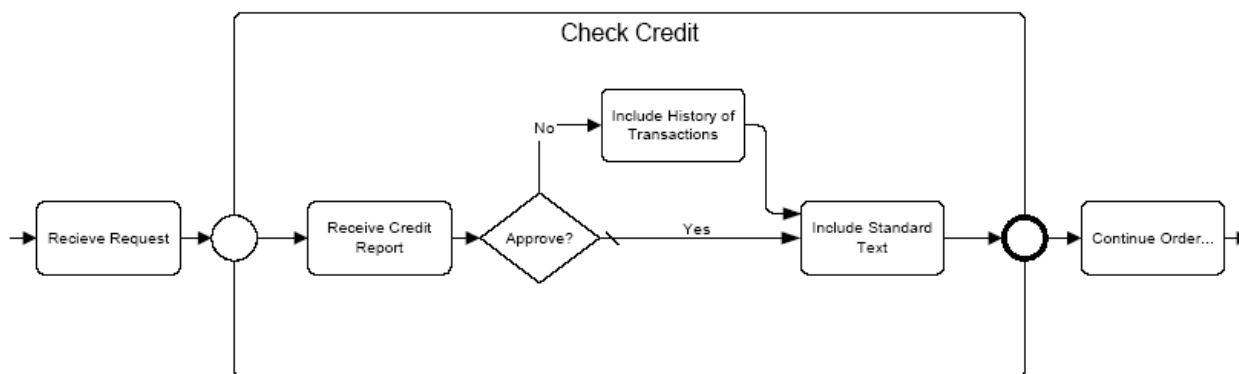 Check Credit
Include History of
Transactions
No
Recieve Request
Receive Credit
Report
Approve?
Yes
Include Standard
Text
Continue Order...